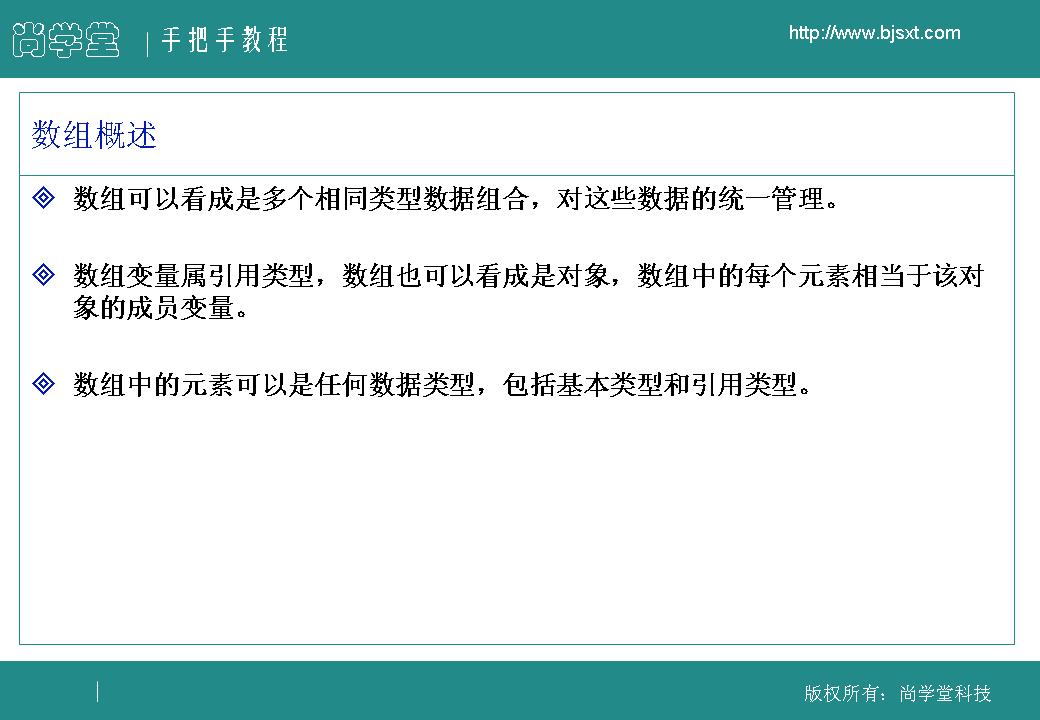 尚学堂 | 手把手教程
http://www.bjsxt.com
数组概述
数组可以看成是多个相同类型数据组合，对这些数据的统一管理。
数组变量属引用类型，数组也可以看成是对象，数组中的每个元素相当于该对
象的成员变量。
数组中的元素可以是任何数据类型，包括基本类型和引用类型。
版权所有：尚学堂科技